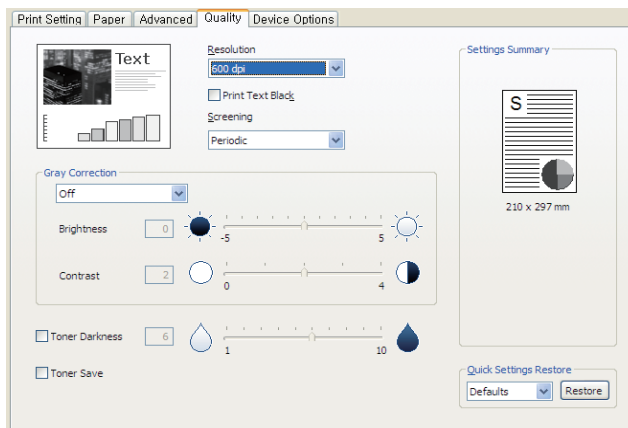 Print Setting Paper Advanced Quality Device Options
Text
Resolution
600 dpi
Print Text Black
Screening
Periodic
Settings Summary
S
210 x 297 mm
Gray Correction
Off
Brightness 0 -5 5
Contrast 2 0 4
Toner Darkness 6 1 10
Toner Save
Quick Settings Restore
Defaults Restore